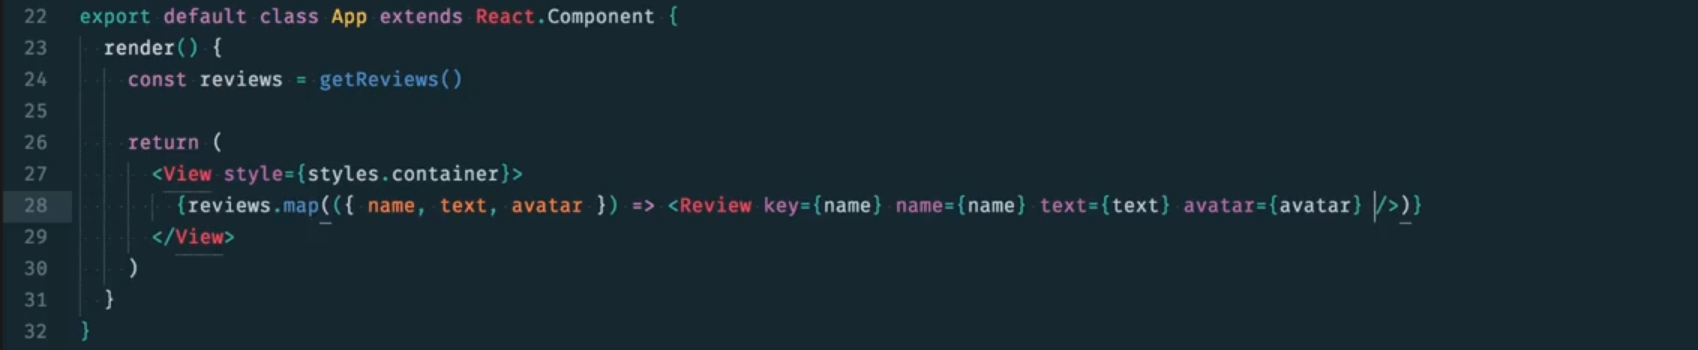 22 export default class App extends React.Component {
23 render() {
24 const reviews = getReviews()
25
26 return (
27 <View style={styles.container}>
28 {reviews.map(({ name, text, avatar }) => <Review key={name} name={name} text={text} avatar={avatar} />)}
29 </View>
30 )
31 }
32 }